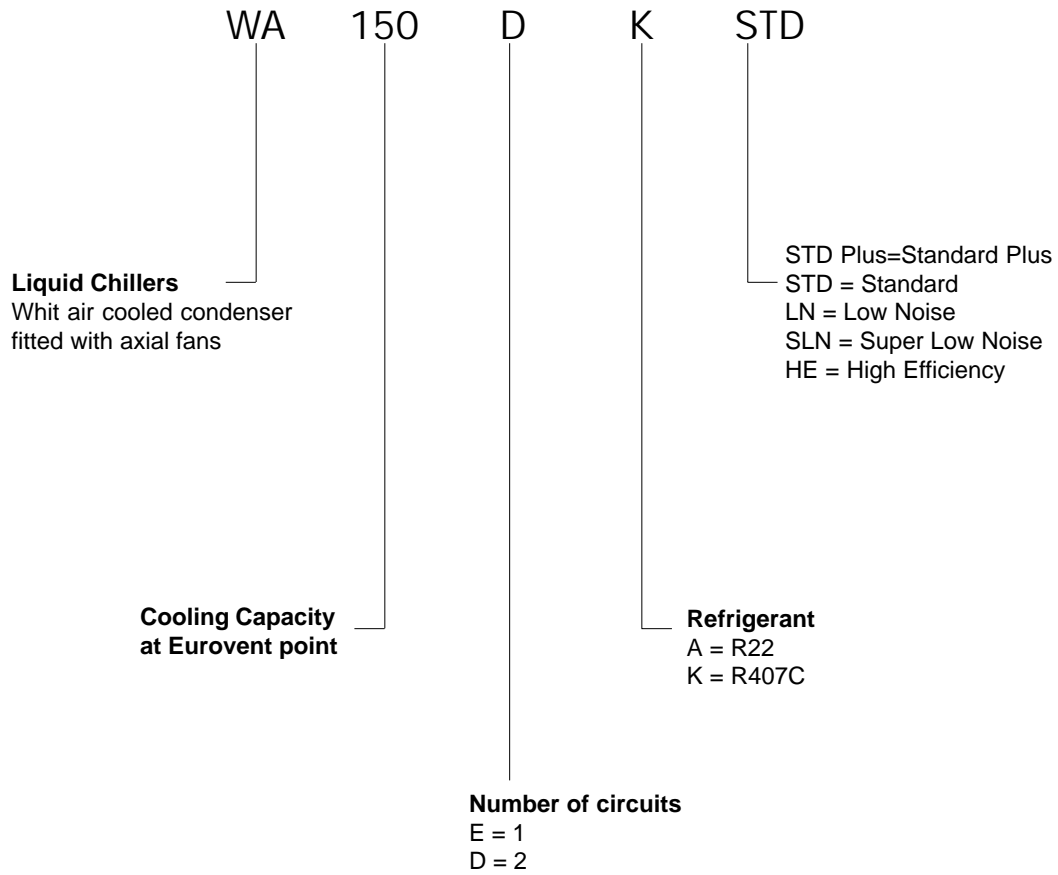 WA 150 D K STD
Liquid Chillers
Whit air cooled condenser
fitted with axial fans
STD Plus=Standard Plus
STD = Standard
LN = Low Noise
SLN = Super Low Noise
HE = High Efficiency
Cooling Capacity
at Eurovent point
Refrigerant
A = R22
K = R407C
Number of circuits
E = 1
D = 2